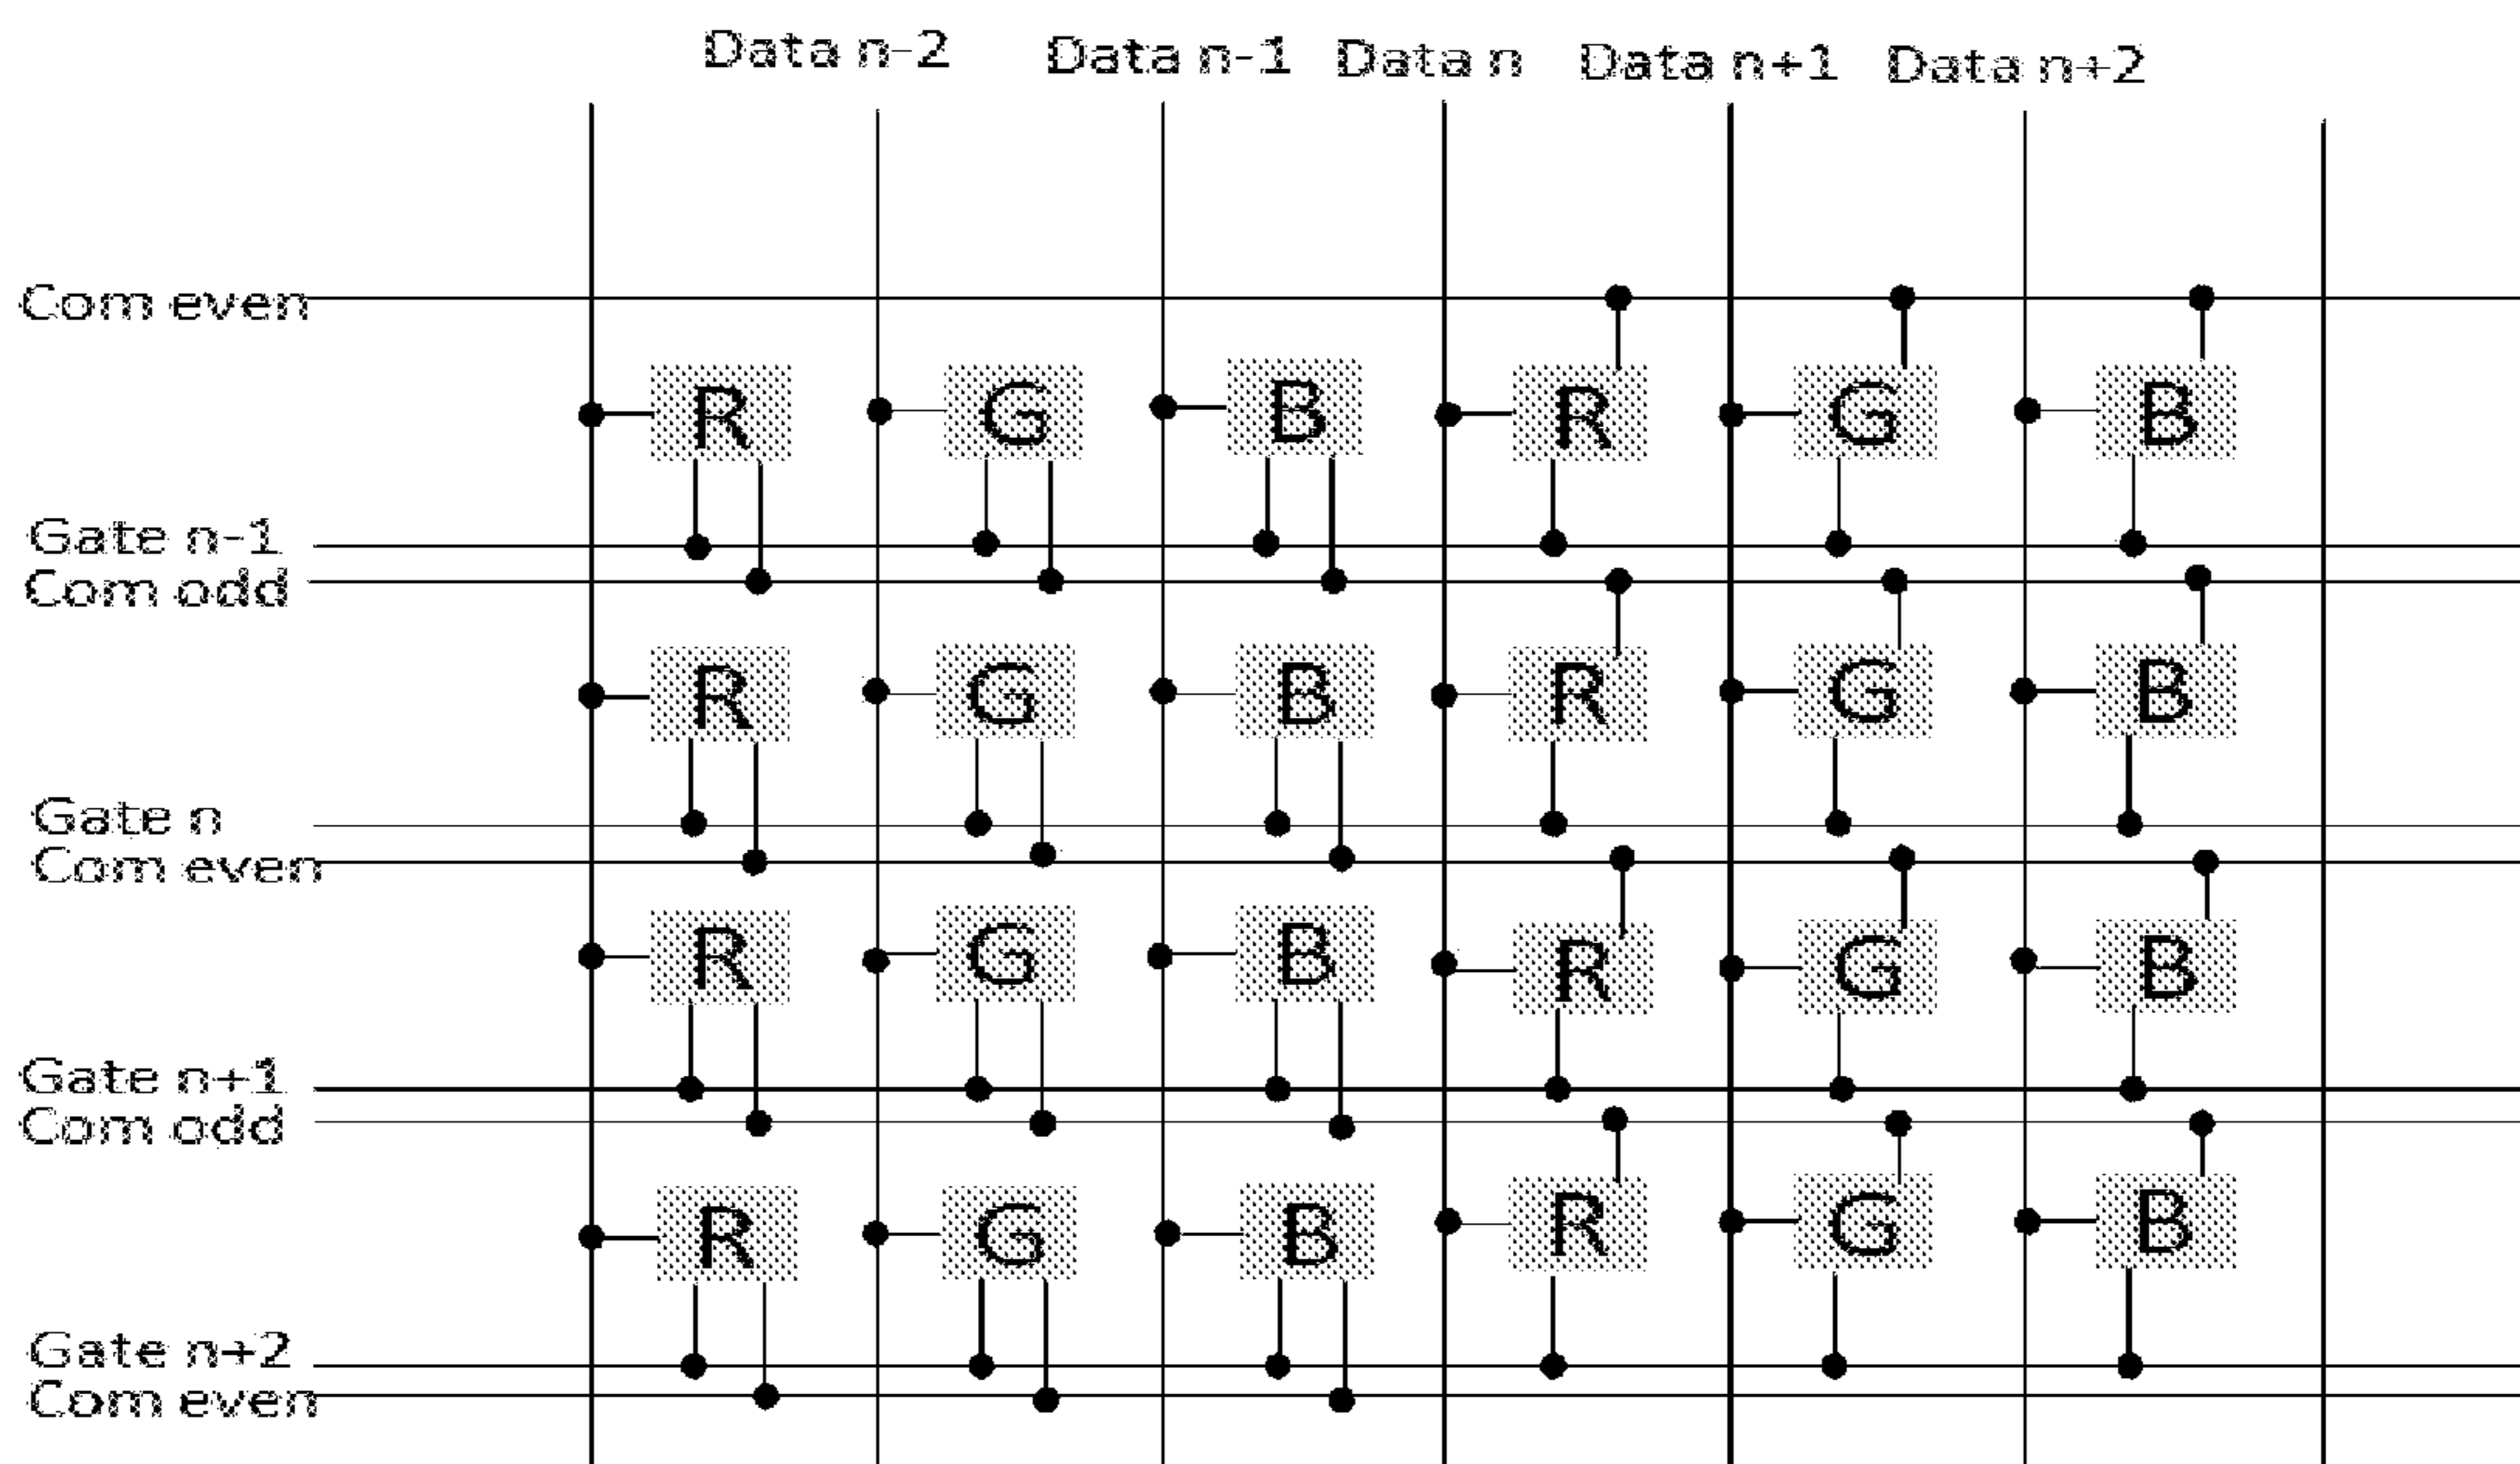 Data n-2 Data n-1 Data n Data n+1 Data n+2
Com even
R G B R G B
Gate n-1
Com odd
R G B R G B
Gate n
Com even
R G B R G B
Gate n+1
Com odd
R G B R G B
Gate n+2
Com even